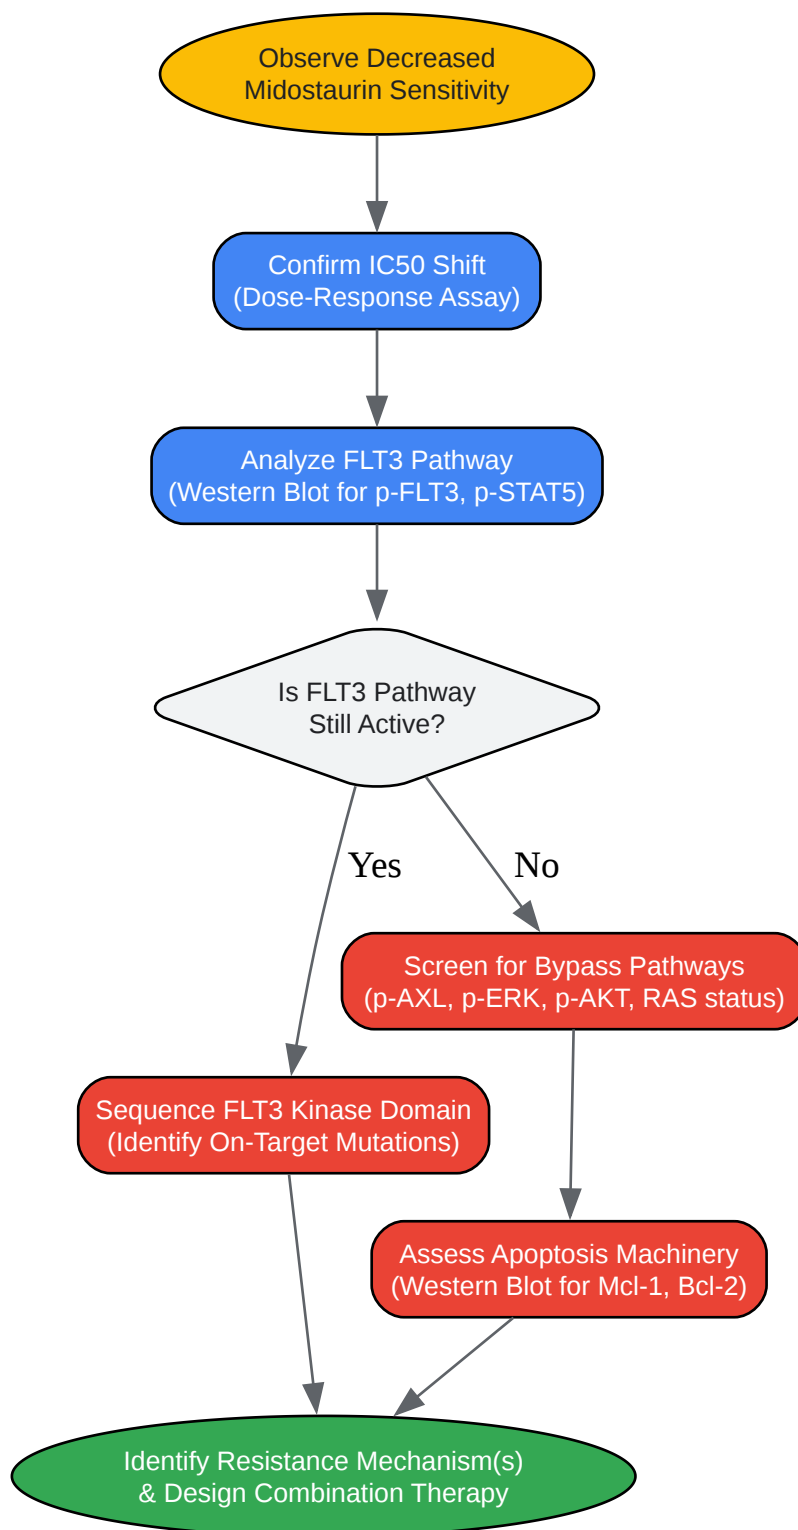 Observe Decreased
Midostaurin Sensitivity
Confirm IC50 Shift
(Dose-Response Assay)
Analyze FLT3 Pathway
(Western Blot for p-FLT3, p-STAT5)
Is FLT3 Pathway
Still Active?
Yes
No
Screen for Bypass Pathways
(p-AXL, p-ERK, p-AKT, RAS status)
Sequence FLT3 Kinase Domain
(Identify On-Target Mutations)
Assess Apoptosis Machinery
(Western Blot for Mcl-1, Bcl-2)
Identify Resistance Mechanism(s)
& Design Combination Therapy